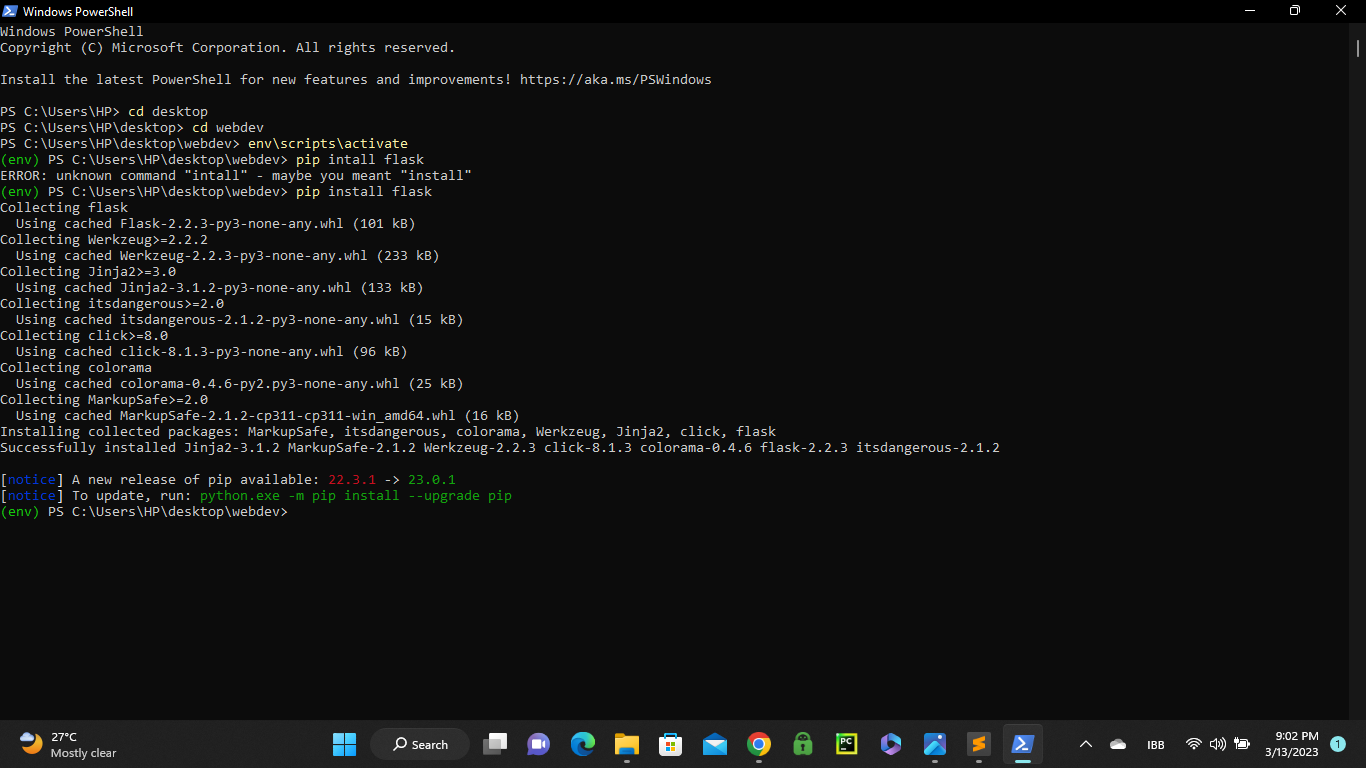 Windows PowerShell
Windows PowerShell
Copyright (C) Microsoft Corporation. All rights reserved.
Install the latest PowerShell for new features and improvements! https://aka.ms/PSWindows
PS C:\Users\HP> cd desktop
PS C:\Users\HP\desktop> cd webdev
PS C:\Users\HP\desktop\webdev> env\scripts\activate
(env) PS C:\Users\HP\desktop\webdev> pip intall flask
ERROR: unknown command "intall" - maybe you meant "install"
(env) PS C:\Users\HP\desktop\webdev> pip install flask
Collecting flask
  Using cached Flask-2.2.3-py3-none-any.whl (101 kB)
Collecting Werkzeug>=2.2.2
  Using cached Werkzeug-2.2.3-py3-none-any.whl (233 kB)
Collecting Jinja2>=3.0
  Using cached Jinja2-3.1.2-py3-none-any.whl (133 kB)
Collecting itsdangerous>=2.0
  Using cached itsdangerous-2.1.2-py3-none-any.whl (15 kB)
Collecting click>=8.0
  Using cached click-8.1.3-py3-none-any.whl (96 kB)
Collecting colorama
  Using cached colorama-0.4.6-py2.py3-none-any.whl (25 kB)
Collecting MarkupSafe>=2.0
  Using cached MarkupSafe-2.1.2-cp311-cp311-win_amd64.whl (16 kB)
Installing collected packages: MarkupSafe, itsdangerous, colorama, Werkzeug, Jinja2, click, flask
Successfully installed Jinja2-3.1.2 MarkupSafe-2.1.2 Werkzeug-2.2.3 click-8.1.3 colorama-0.4.6 flask-2.2.3 itsdangerous-2.1.2
[notice] A new release of pip available: 22.3.1 -> 23.0.1
[notice] To update, run: python.exe -m pip install --upgrade pip
(env) PS C:\Users\HP\desktop\webdev>
27°C
Mostly clear
Search
PC
IBB
9:02 PM
3/13/2023
1